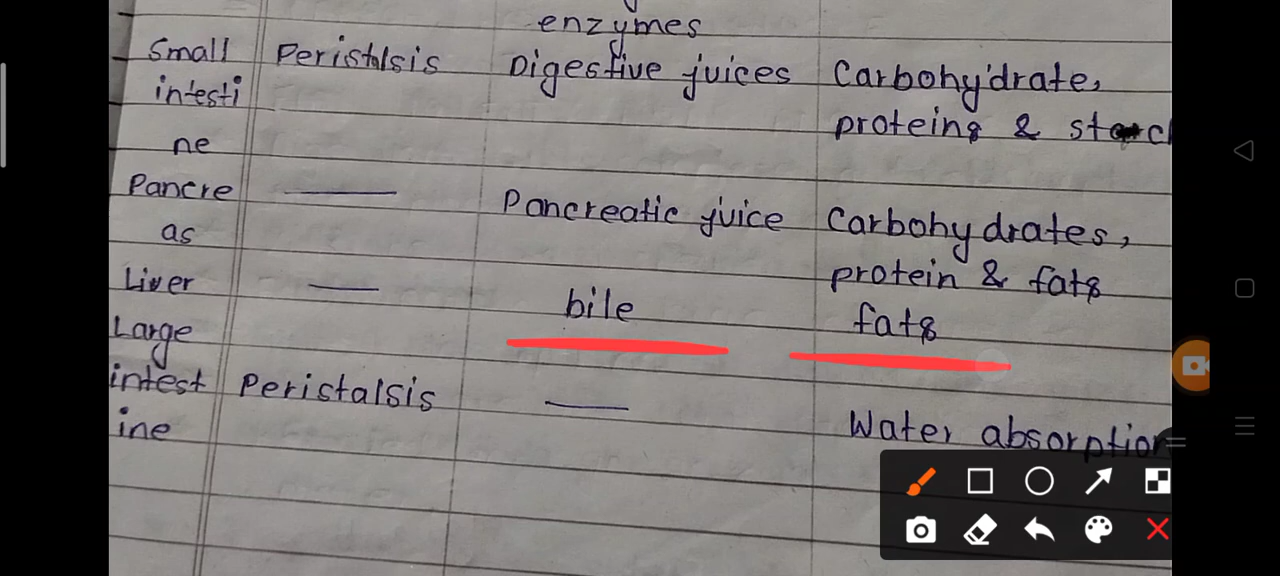 enzymes
Small Peristalsis Digestive juices Carbohydrate,
intesti proteins & starch
ne
Pancre Pancreatic juice Carbohydrates,
as protein & fats
Liver bile fats
Large
intest Peristalsis Water absorption
ine